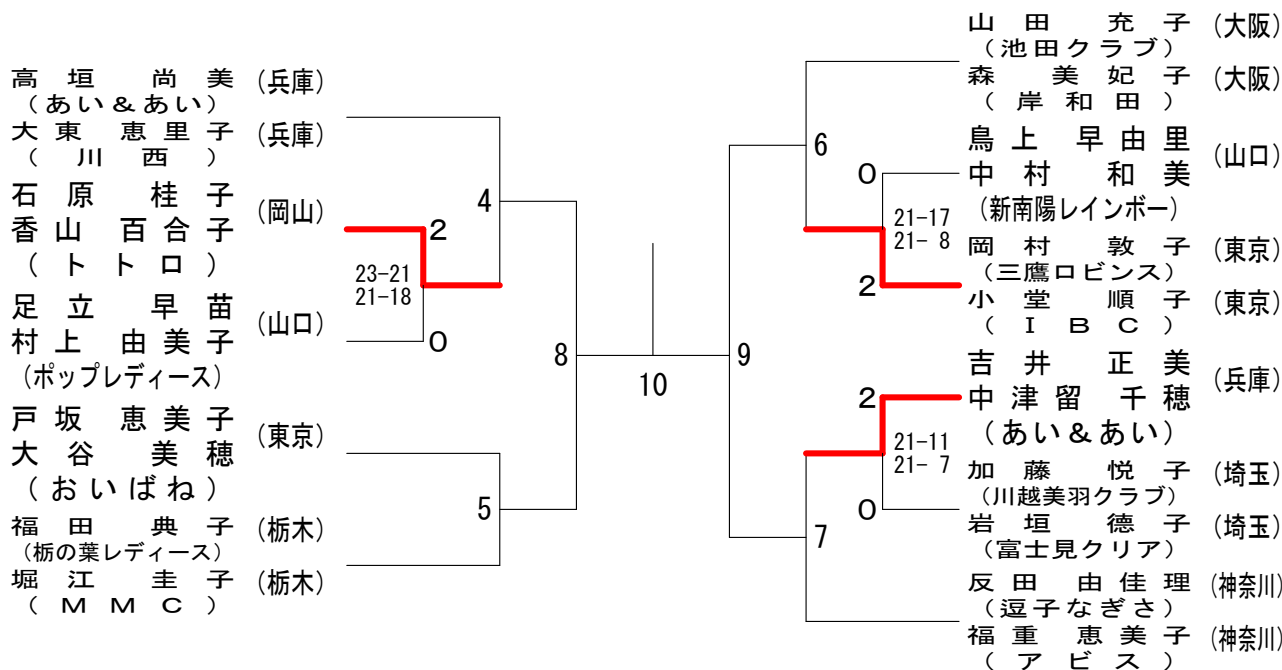 高垣 尚美 (兵庫)
(あい&あい)
大東 恵里子 (兵庫)
(川西)
石原 桂子
香山 百合子 (岡山)
(トトロ)
足立 早苗
村上 由美子 (山口)
(ポップレディース)
戸坂 恵美子
大谷 美穂 (東京)
(おいばね)
福田 典子 (栃木)
(栃の葉レディース)
堀江 圭子 (栃木)
(MMC)
4
2
23-21
21-18
0
8
5
10
山田 充子 (大阪)
(池田クラブ)
森 美妃子 (大阪)
(岸和田)
鳥上 早由里
中村 和美 (山口)
(新南陽レインボー)
岡村 敦子 (東京)
(三鷹ロビンス)
小堂 順子 (東京)
(IBC)
吉井 正美
中津留 千穂 (兵庫)
(あい&あい)
加藤 悦子 (埼玉)
(川越美羽クラブ)
岩垣 德子 (埼玉)
(富士見クリア)
反田 由佳理 (神奈川)
(逗子なぎさ)
福重 恵美子 (神奈川)
(アビス)
6
0
21-17
21- 8
2
9
2
21-11
21- 7
0
7